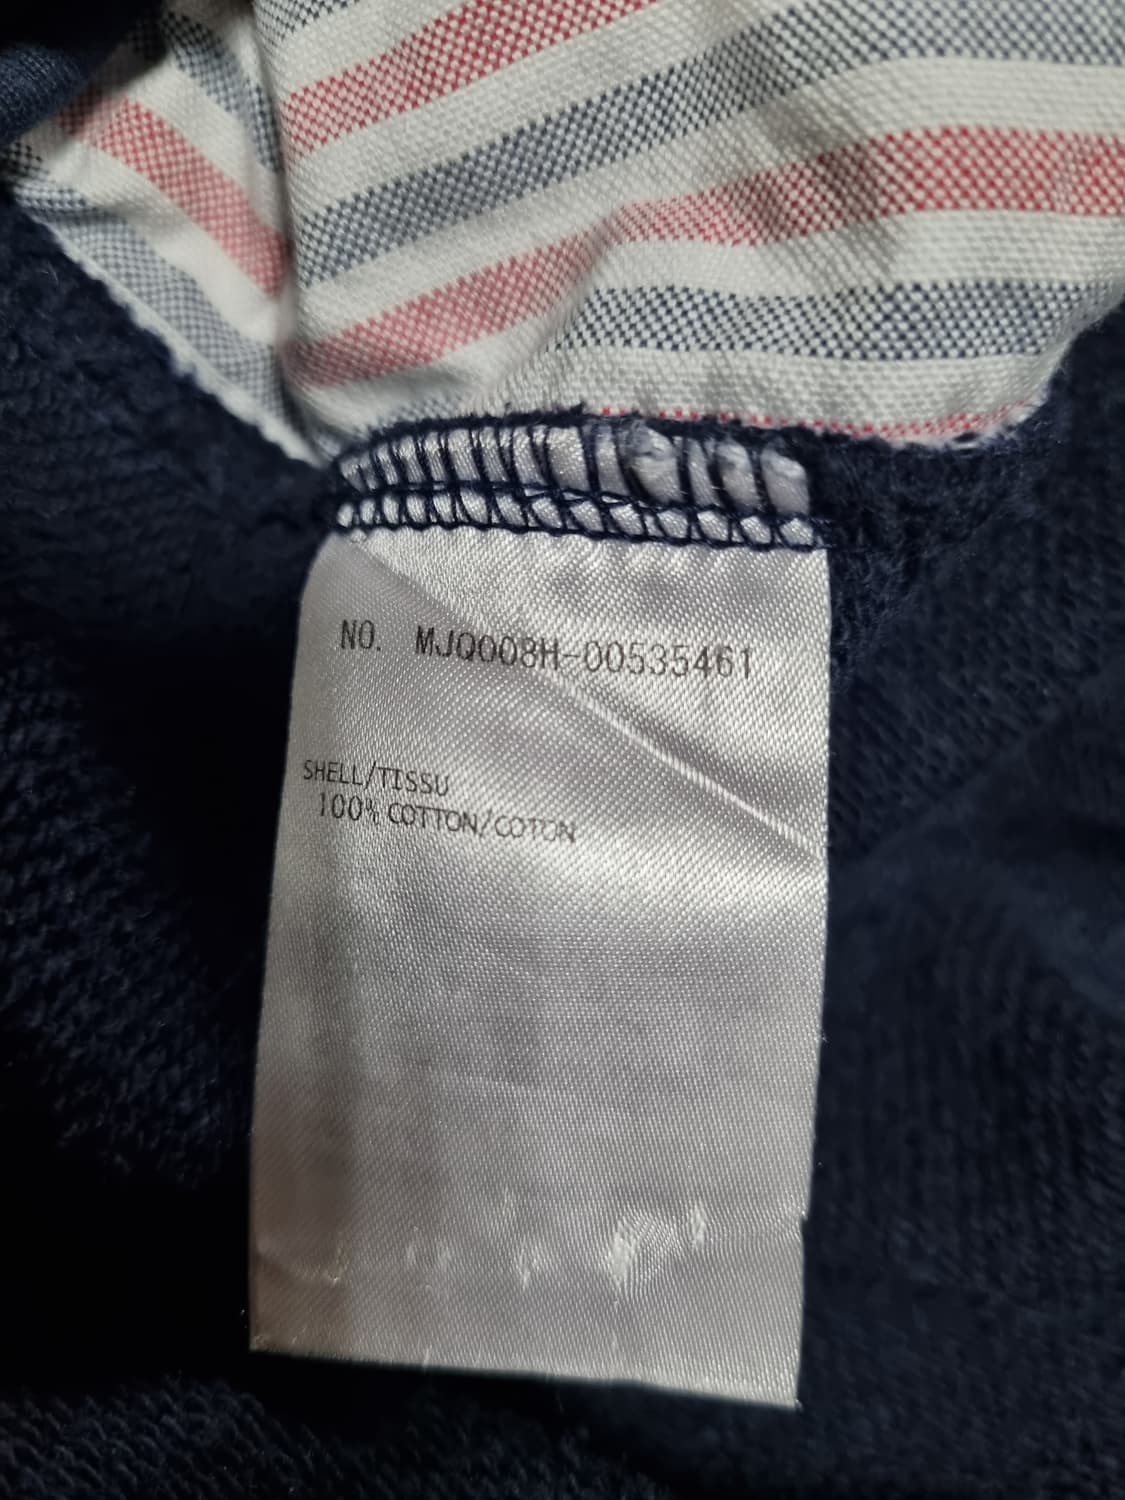 NO. MJQ008H-00535461
SHELL/TISSU
100% COTTON/COTON